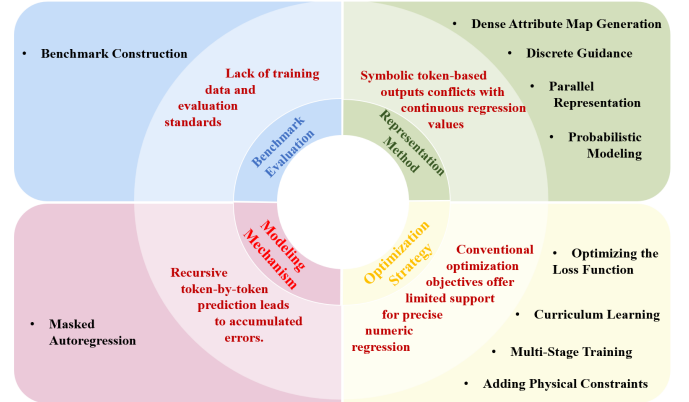 • Benchmark Construction
Lack of training
data and
evaluation
standards
Benchmark
Evaluation
• Dense Attribute Map Generation
• Discrete Guidance
• Parallel
Representation
• Probabilistic
Modeling
Symbolic token-based
outputs conflicts with
continuous regression
values
Representation
Method
Modeling
Mechanism
Recursive
token-by-token
prediction leads
to accumulated
errors.
• Masked
Autoregression
Optimization
Strategy
Conventional
optimization
objectives offer
limited support
for precise
numeric
regression
• Optimizing the
Loss Function
• Curriculum Learning
• Multi-Stage Training
• Adding Physical Constraints